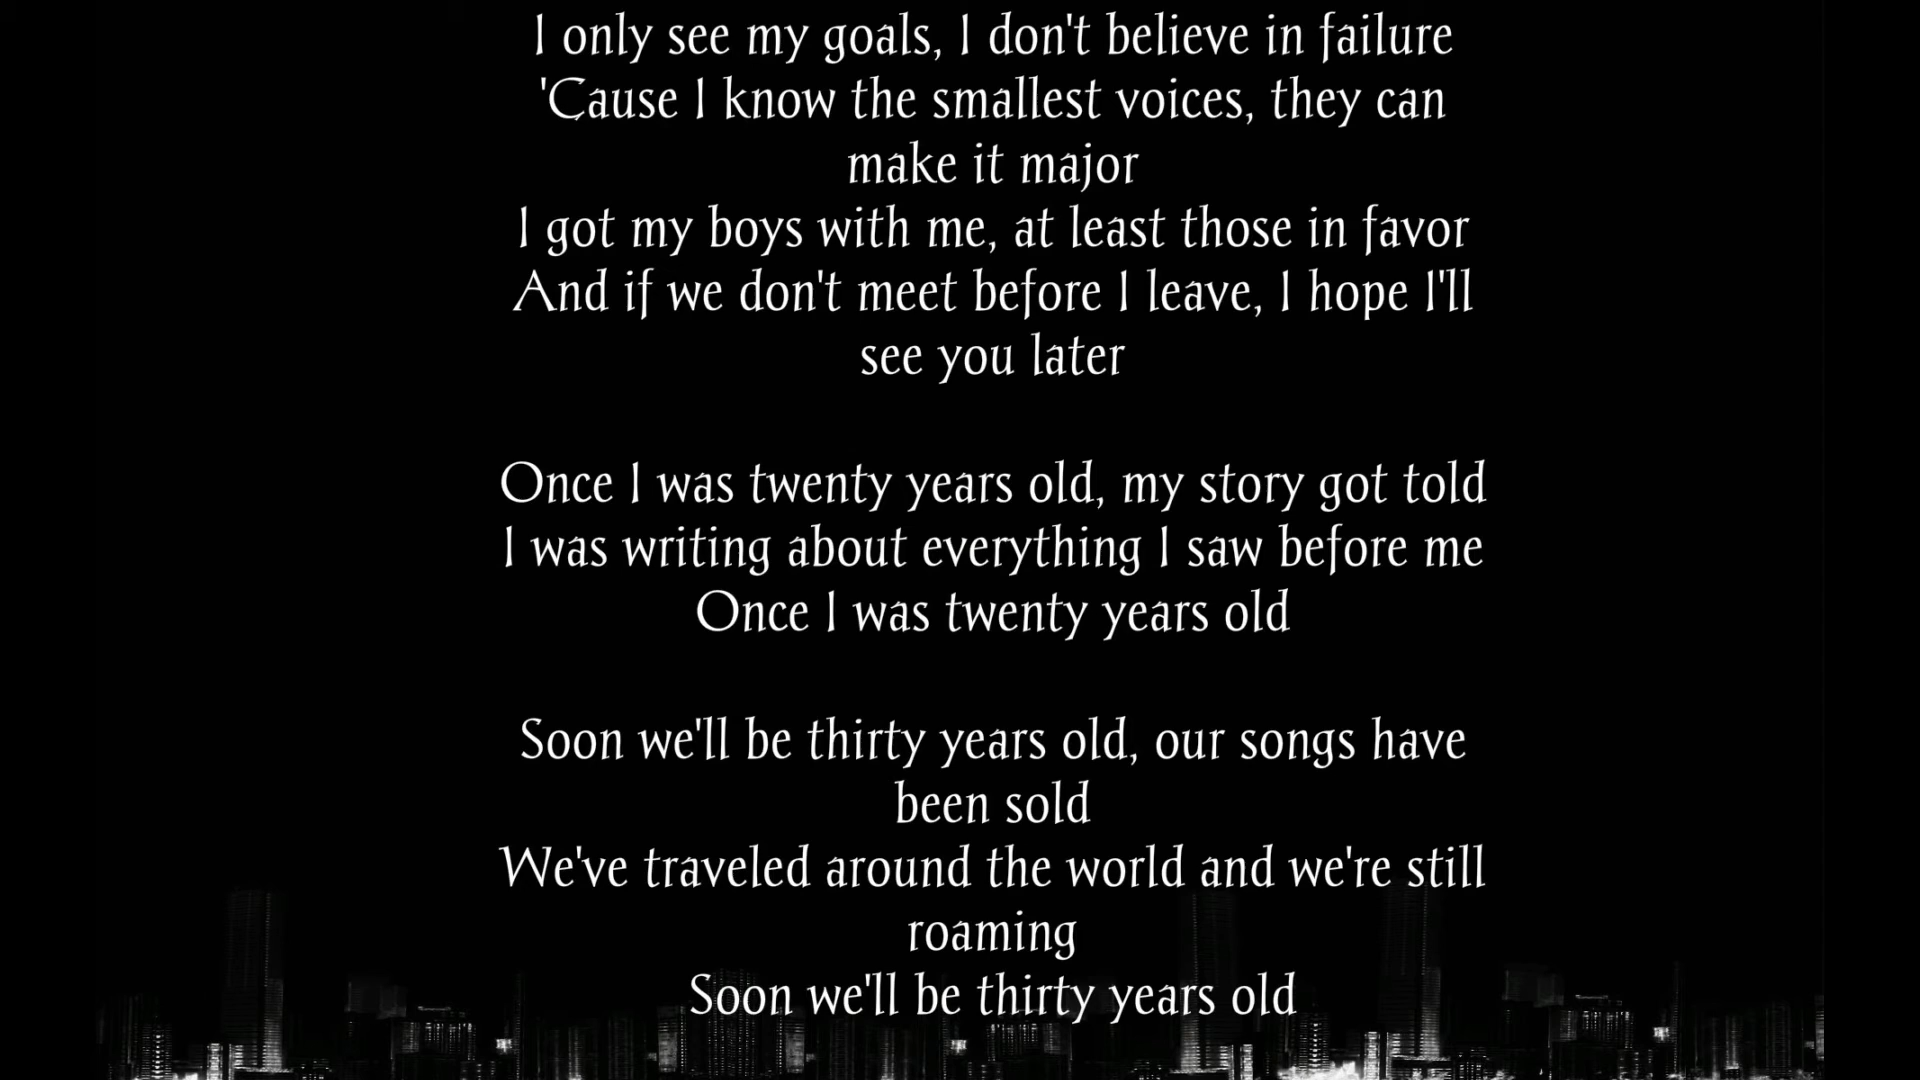 I only see my goals, I don't believe in failure
'Cause I know the smallest voices, they can
make it major
I got my boys with me, at least those in favor
And if we don't meet before I leave, I hope I'll
see you later
Once I was twenty years old, my story got told
I was writing about everything I saw before me
Once I was twenty years old
Soon we'll be thirty years old, our songs have
been sold
We've traveled around the world and we're still
roaming
Soon we'll be thirty years old